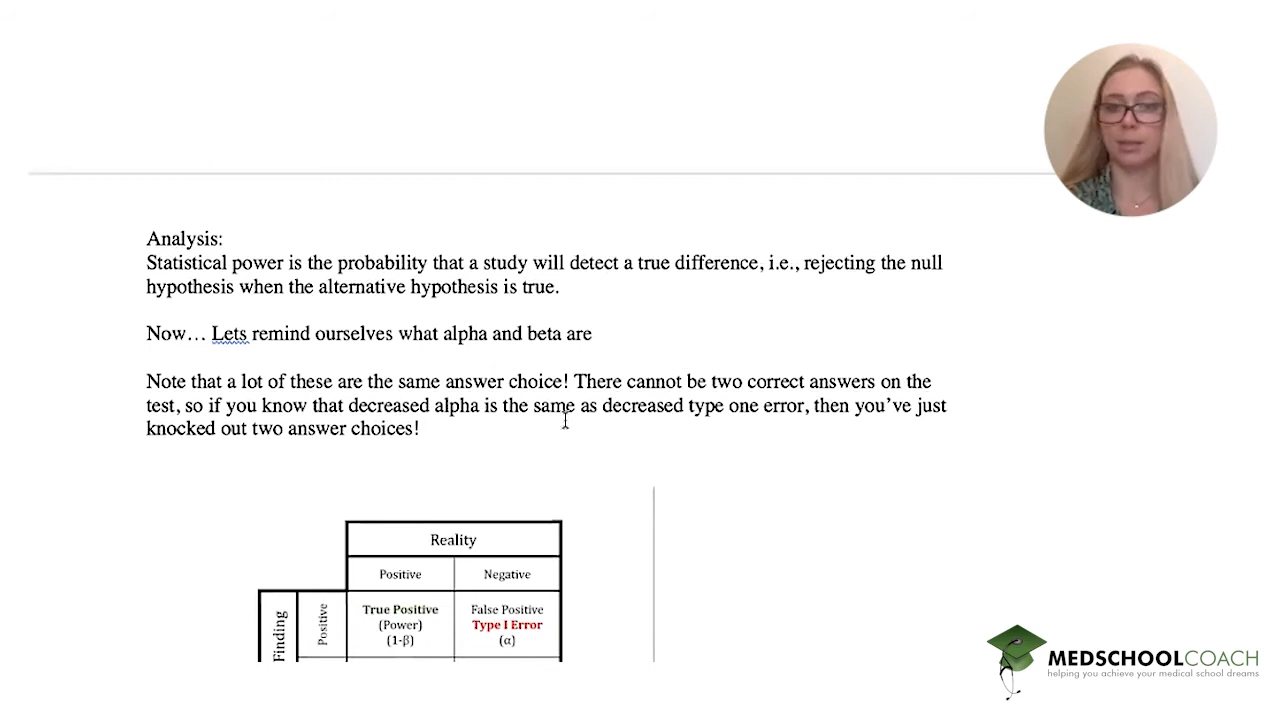 Analysis:
Statistical power is the probability that a study will detect a true difference, i.e., rejecting the null
hypothesis when the alternative hypothesis is true.
Now… Lets remind ourselves what alpha and beta are
Note that a lot of these are the same answer choice! There cannot be two correct answers on the
test, so if you know that decreased alpha is the same as decreased type one error, then you’ve just
knocked out two answer choices!
Reality
Positive Negative
Finding
Positive
True Positive
(Power)
(1-β)
False Positive
Type I Error
(α)
MEDSCHOOLCOACH
helping you achieve your medical school dreams